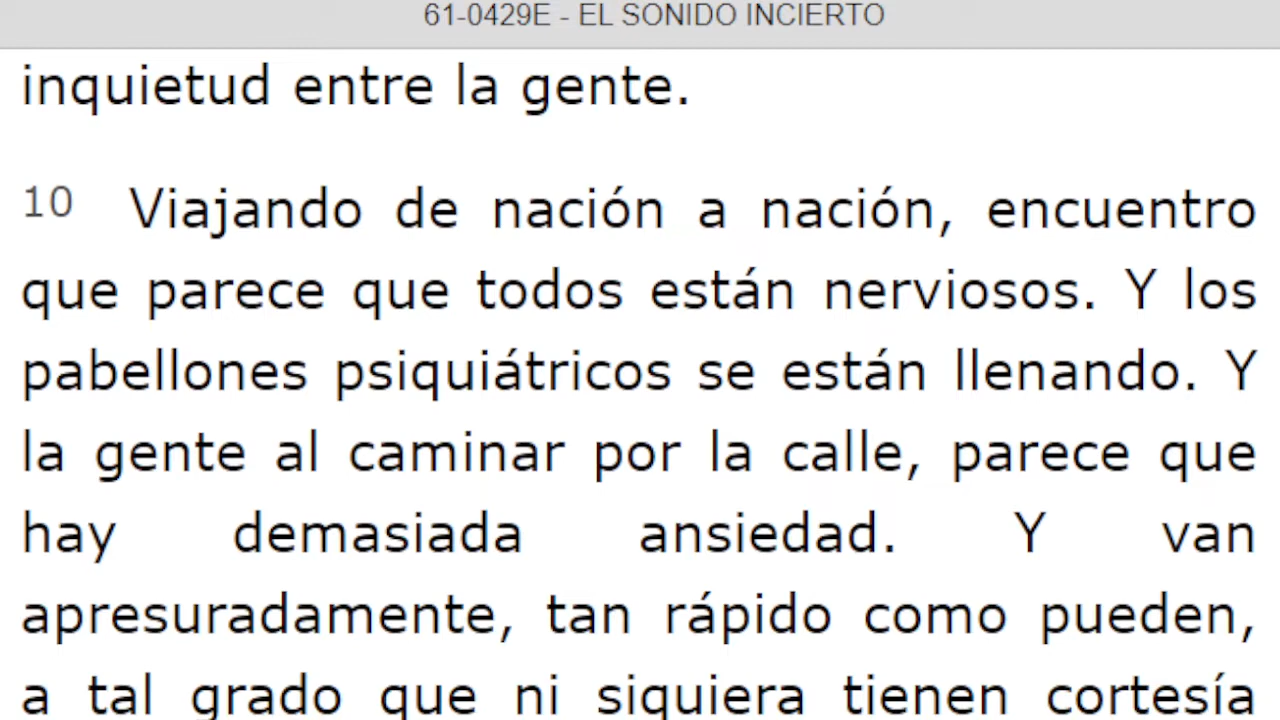 61-0429E - EL SONIDO INCIERTO
inquietud entre la gente.
10 Viajando de nación a nación, encuentro
que parece que todos están nerviosos. Y los
pabellones psiquiátricos se están llenando. Y
la gente al caminar por la calle, parece que
hay demasiada ansiedad. Y van
apresuradamente, tan rápido como pueden,
a tal grado que ni siquiera tienen cortesía